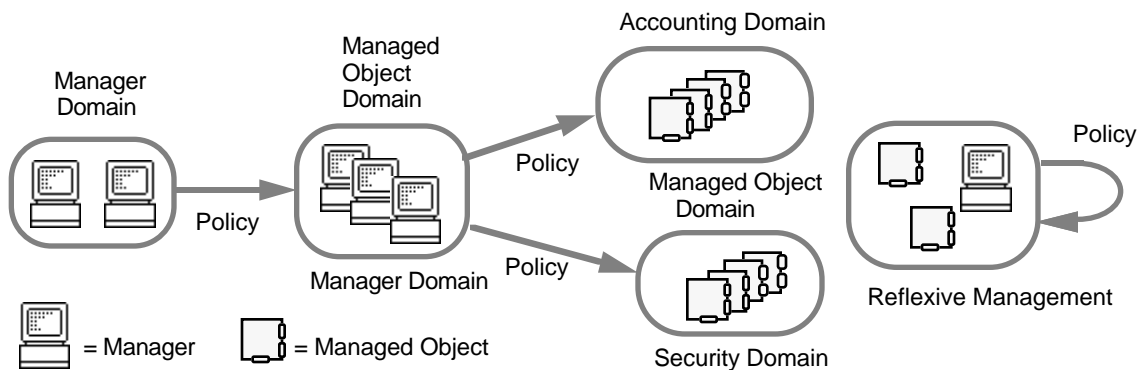 Manager
Domain
Policy
Managed
Object
Domain
Manager Domain
Policy
Policy
Accounting Domain
Managed Object
Domain
Security Domain
Policy
Reflexive Management
= Manager
= Managed Object